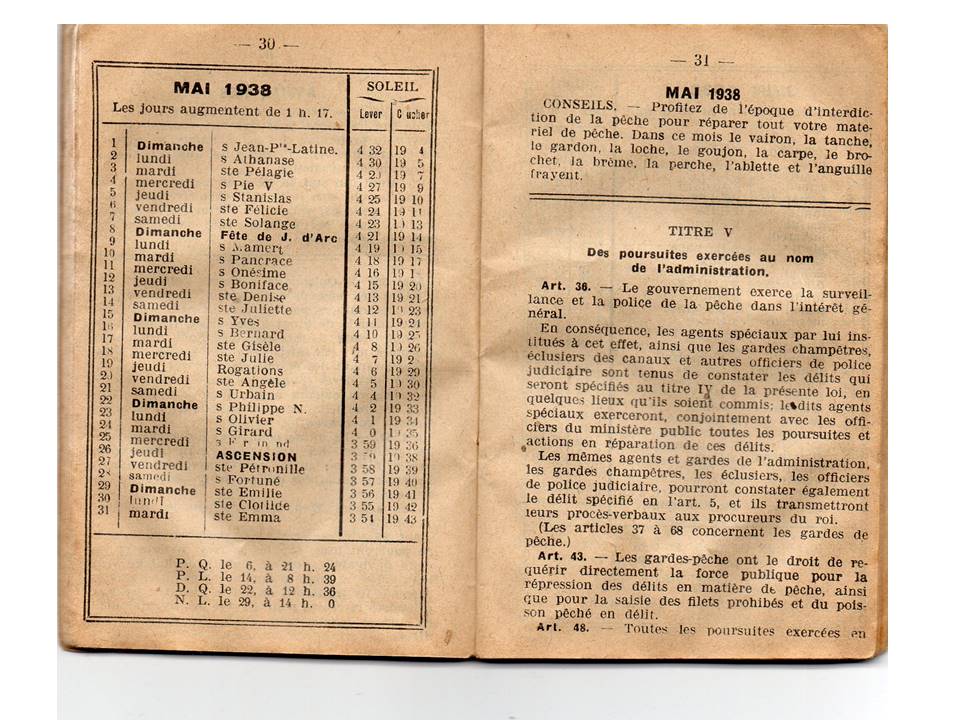 — 30 —
MAI 1938
Les jours augmentent de 1 h. 17.
SOLEIL
Lever
1 Dimanche s Jean-Pte-Latine. 4 32 19 4
2 lundi s Athanase 4 30 19 5
3 mardi ste Pélagie 4 29 19 7
4 mercredi s Pie V 4 27 19 9
5 jeudi s Stanislas 4 25 19 10
6 vendredi ste Félicie 4 24 19 11
7 samedi ste Solange 4 23 19 13
8 Dimanche Fête de J. d'Arc 4 21 19 14
9 lundi s Mamert 4 19 19 15
10 mardi s Pancrace 4 18 19 17
11 mercredi s Onésime 4 16 19
12 jeudi s Boniface 4 15 19 20
13 vendredi ste Denise 4 13 19 21
14 samedi ste Juliette 4 12 19 23
15 Dimanche s Yves 4 11 19 24
16 lundi s Bernard 4 10 19 25
17 mardi ste Gisèle 4 8 19 26
18 mercredi ste Julie 4 7 19
19 jeudi Rogations 4 6 19 29
20 vendredi ste Angèle 4 5 19 30
21 samedi s Urbain 4 4 19 32
22 Dimanche s Philippe N. 4 2 19 33
23 lundi s Olivier 4 1 19 34
24 mardi s Girard 4 0 19 35
25 mercredi s 3 59 19 36
26 jeudi ASCENSION 3 59 19 38
27 vendredi ste Pétronille 3 58 19 39
28 samedi s Fortuné 3 57 19 40
29 Dimanche ste Emilie 3 56 19 41
30 lundi ste Clotilde 3 55 19 42
31 mardi ste Emma 3 54 19 43
P. Q. le 6, à 21 h. 24
P. L. le 14, à 8 h. 39
D. Q. le 22, à 12 h. 36
N. L. le 29, à 14 h. 0
— 31 —
MAI 1938
CONSEILS. — Profitez de l'époque d'interdic-
tion de la pêche pour réparer tout votre maté-
riel de pêche. Dans ce mois le vairon, la tanche,
le gardon, la loche, le goujon, la carpe, le bro-
chet, la brème, la perche, l'ablette et l'anguille
frayent.
TITRE V
Des poursuites exercées au nom
de l'administration.
Art. 36. — Le gouvernement exerce la surveil-
lance et la police de la pêche dans l'intérêt gé-
néral.
En conséquence, les agents spéciaux par lui ins-
titués à cet effet, ainsi que les gardes champêtres,
éclusiers des canaux et autres officiers de police
judiciaire sont tenus de constater les délits qui
seront spécifiés au titre IV de la présente loi, en
quelques lieux qu'ils soient commis; lesdits agents
spéciaux exerceront, conjointement avec les offi-
ciers du ministère public toutes les poursuites et
actions en réparation de ces délits.
Les mêmes agents et gardes de l'administration,
les gardes champêtres, les éclusiers, les officiers
de police judiciaire, pourront constater également
le délit spécifié en l'art. 5, et ils transmettront
leurs procès-verbaux aux procureurs du roi.
(Les articles 37 à 68 concernent les gardes de
pêche.)
Art. 43. — Les gardes-pêche ont le droit de re-
quérir directement la force publique pour la
répression des délits en matière de pêche, ainsi
que pour la saisie des filets prohibés et du pois-
son pêché en délit.
Art. 48. — Toutes les poursuites exercées en